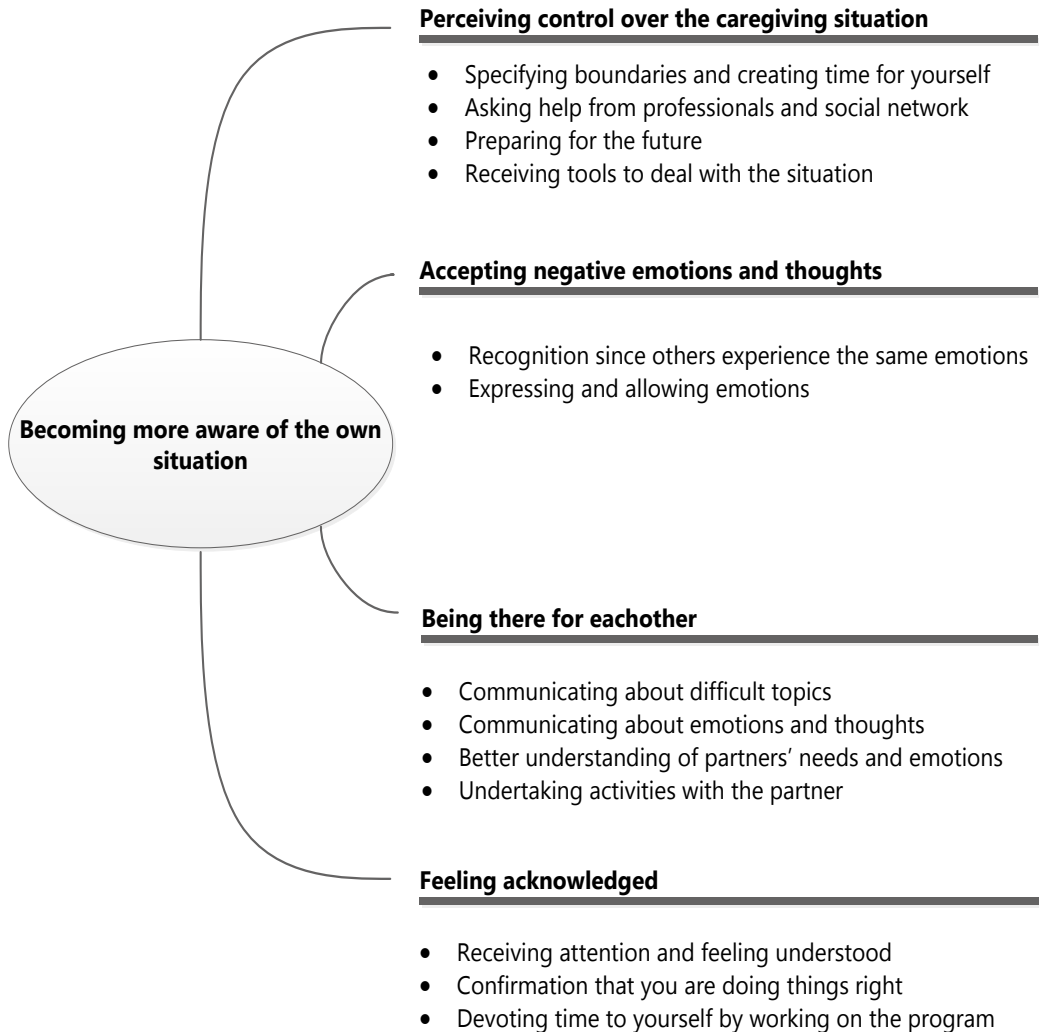 Perceiving control over the caregiving situation
• Specifying boundaries and creating time for yourself
• Asking help from professionals and social network
• Preparing for the future
• Receiving tools to deal with the situation
Accepting negative emotions and thoughts
• Recognition since others experience the same emotions
• Expressing and allowing emotions
Becoming more aware of the own
situation
Being there for eachother
• Communicating about difficult topics
• Communicating about emotions and thoughts
• Better understanding of partners’ needs and emotions
• Undertaking activities with the partner
Feeling acknowledged
• Receiving attention and feeling understood
• Confirmation that you are doing things right
• Devoting time to yourself by working on the program